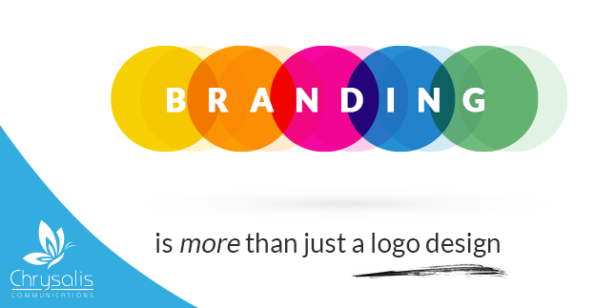 BRANDING
is more than just a logo design
Chrysalis
COMMUNICATIONS